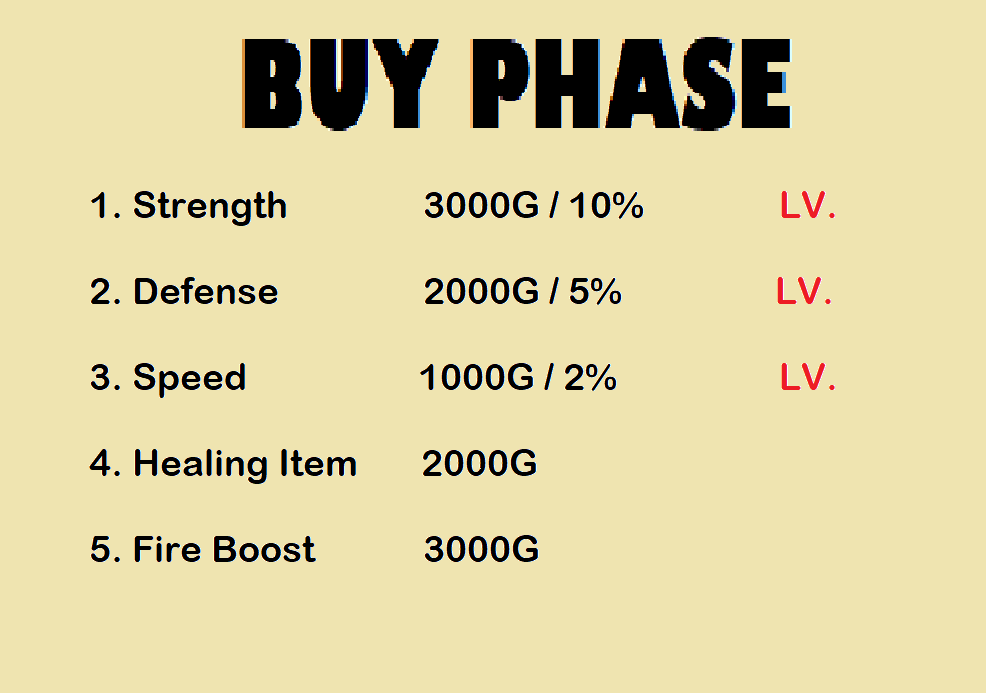 BUY PHASE
1. Strength 3000G / 10% LV.
2. Defense 2000G / 5% LV.
3. Speed 1000G / 2% LV.
4. Healing Item 2000G
5. Fire Boost 3000G